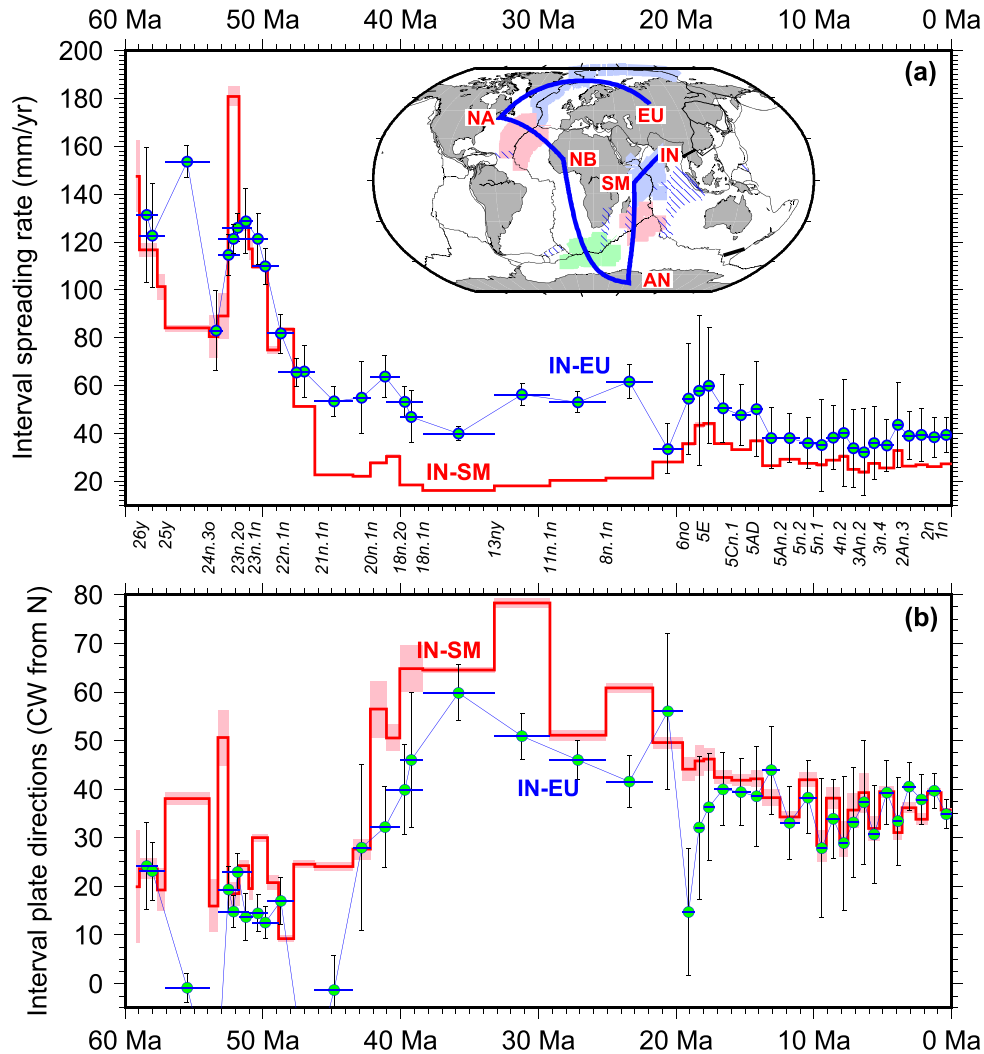 60 Ma 50 Ma 40 Ma 30 Ma 20 Ma 10 Ma 0 Ma
200
180
160
140
120
100
80
60
40
20
Interval spreading rate (mm/yr)
(a)
NA
EU
NB
IN
SM
AN
IN-EU
IN-SM
26y 25y 24n.3o 23n.2o 23n.1n 22n.1n 21n.1n 20n.1n 18n.2o 18n.1n 13ny 11n.1n 8n.1n 6no 5E 5Cn.1 5AD 5An.2 5n.2 5n.1 4n.2 3An.2 3n.4 2An.3 2n 1n
80
70
60
50
40
30
20
10
0
Interval plate directions (CW from N)
(b)
IN-SM
IN-EU
60 Ma 50 Ma 40 Ma 30 Ma 20 Ma 10 Ma 0 Ma